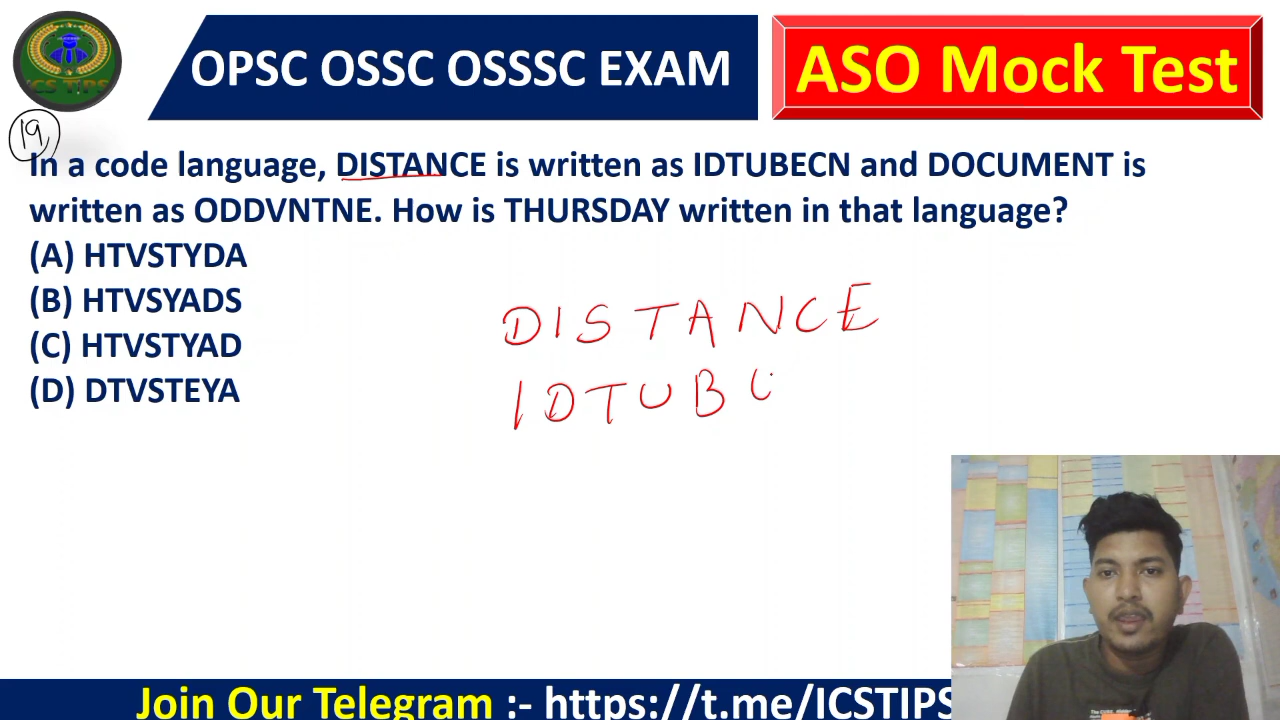 OPSC OSSC OSSSC EXAM
ASO Mock Test
ICS TIPS
19
In a code language, DISTANCE is written as IDTUBECN and DOCUMENT is
written as ODDVNTNE. How is THURSDAY written in that language?
(A) HTVSTYDA
(B) HTVSYADS
(C) HTVSTYAD
(D) DTVSTEYA
DISTANCE
IDTUB
Join Our Telegram :- https://t.me/ICSTIPS